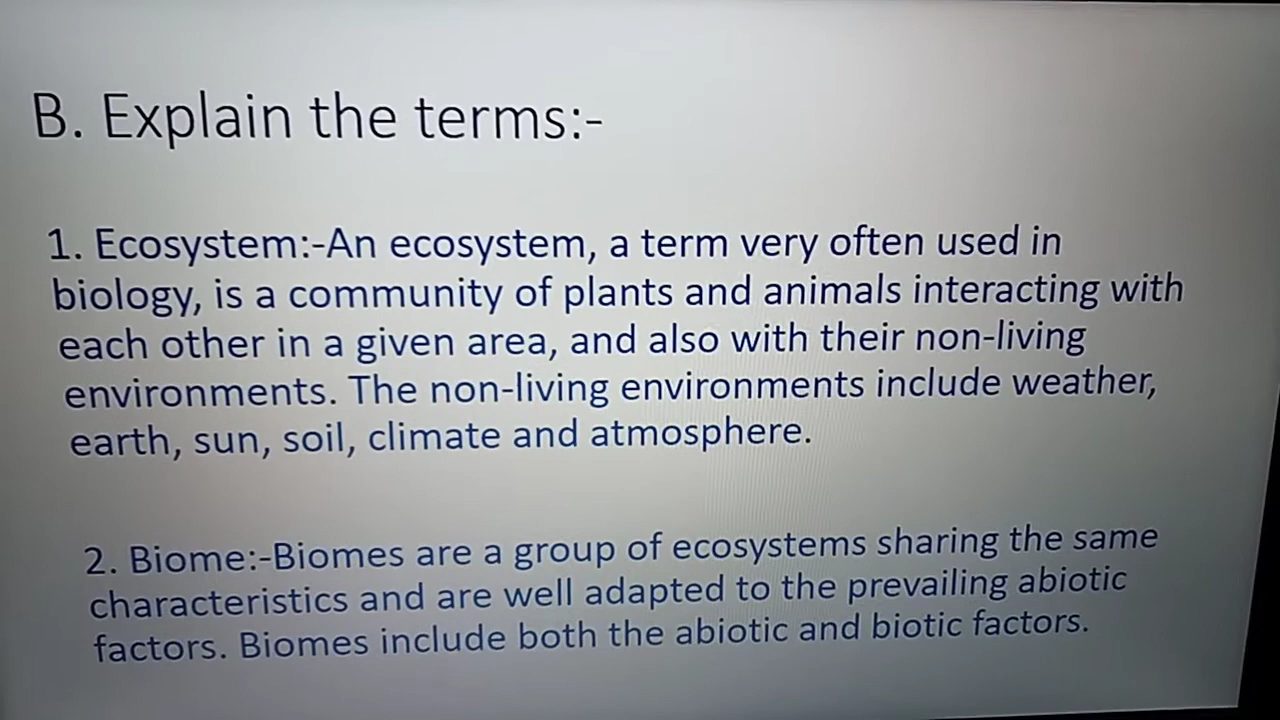 B. Explain the terms:-
1. Ecosystem:-An ecosystem, a term very often used in
biology, is a community of plants and animals interacting with
each other in a given area, and also with their non-living
environments. The non-living environments include weather,
earth, sun, soil, climate and atmosphere.
2. Biome:-Biomes are a group of ecosystems sharing the same
characteristics and are well adapted to the prevailing abiotic
factors. Biomes include both the abiotic and biotic factors.